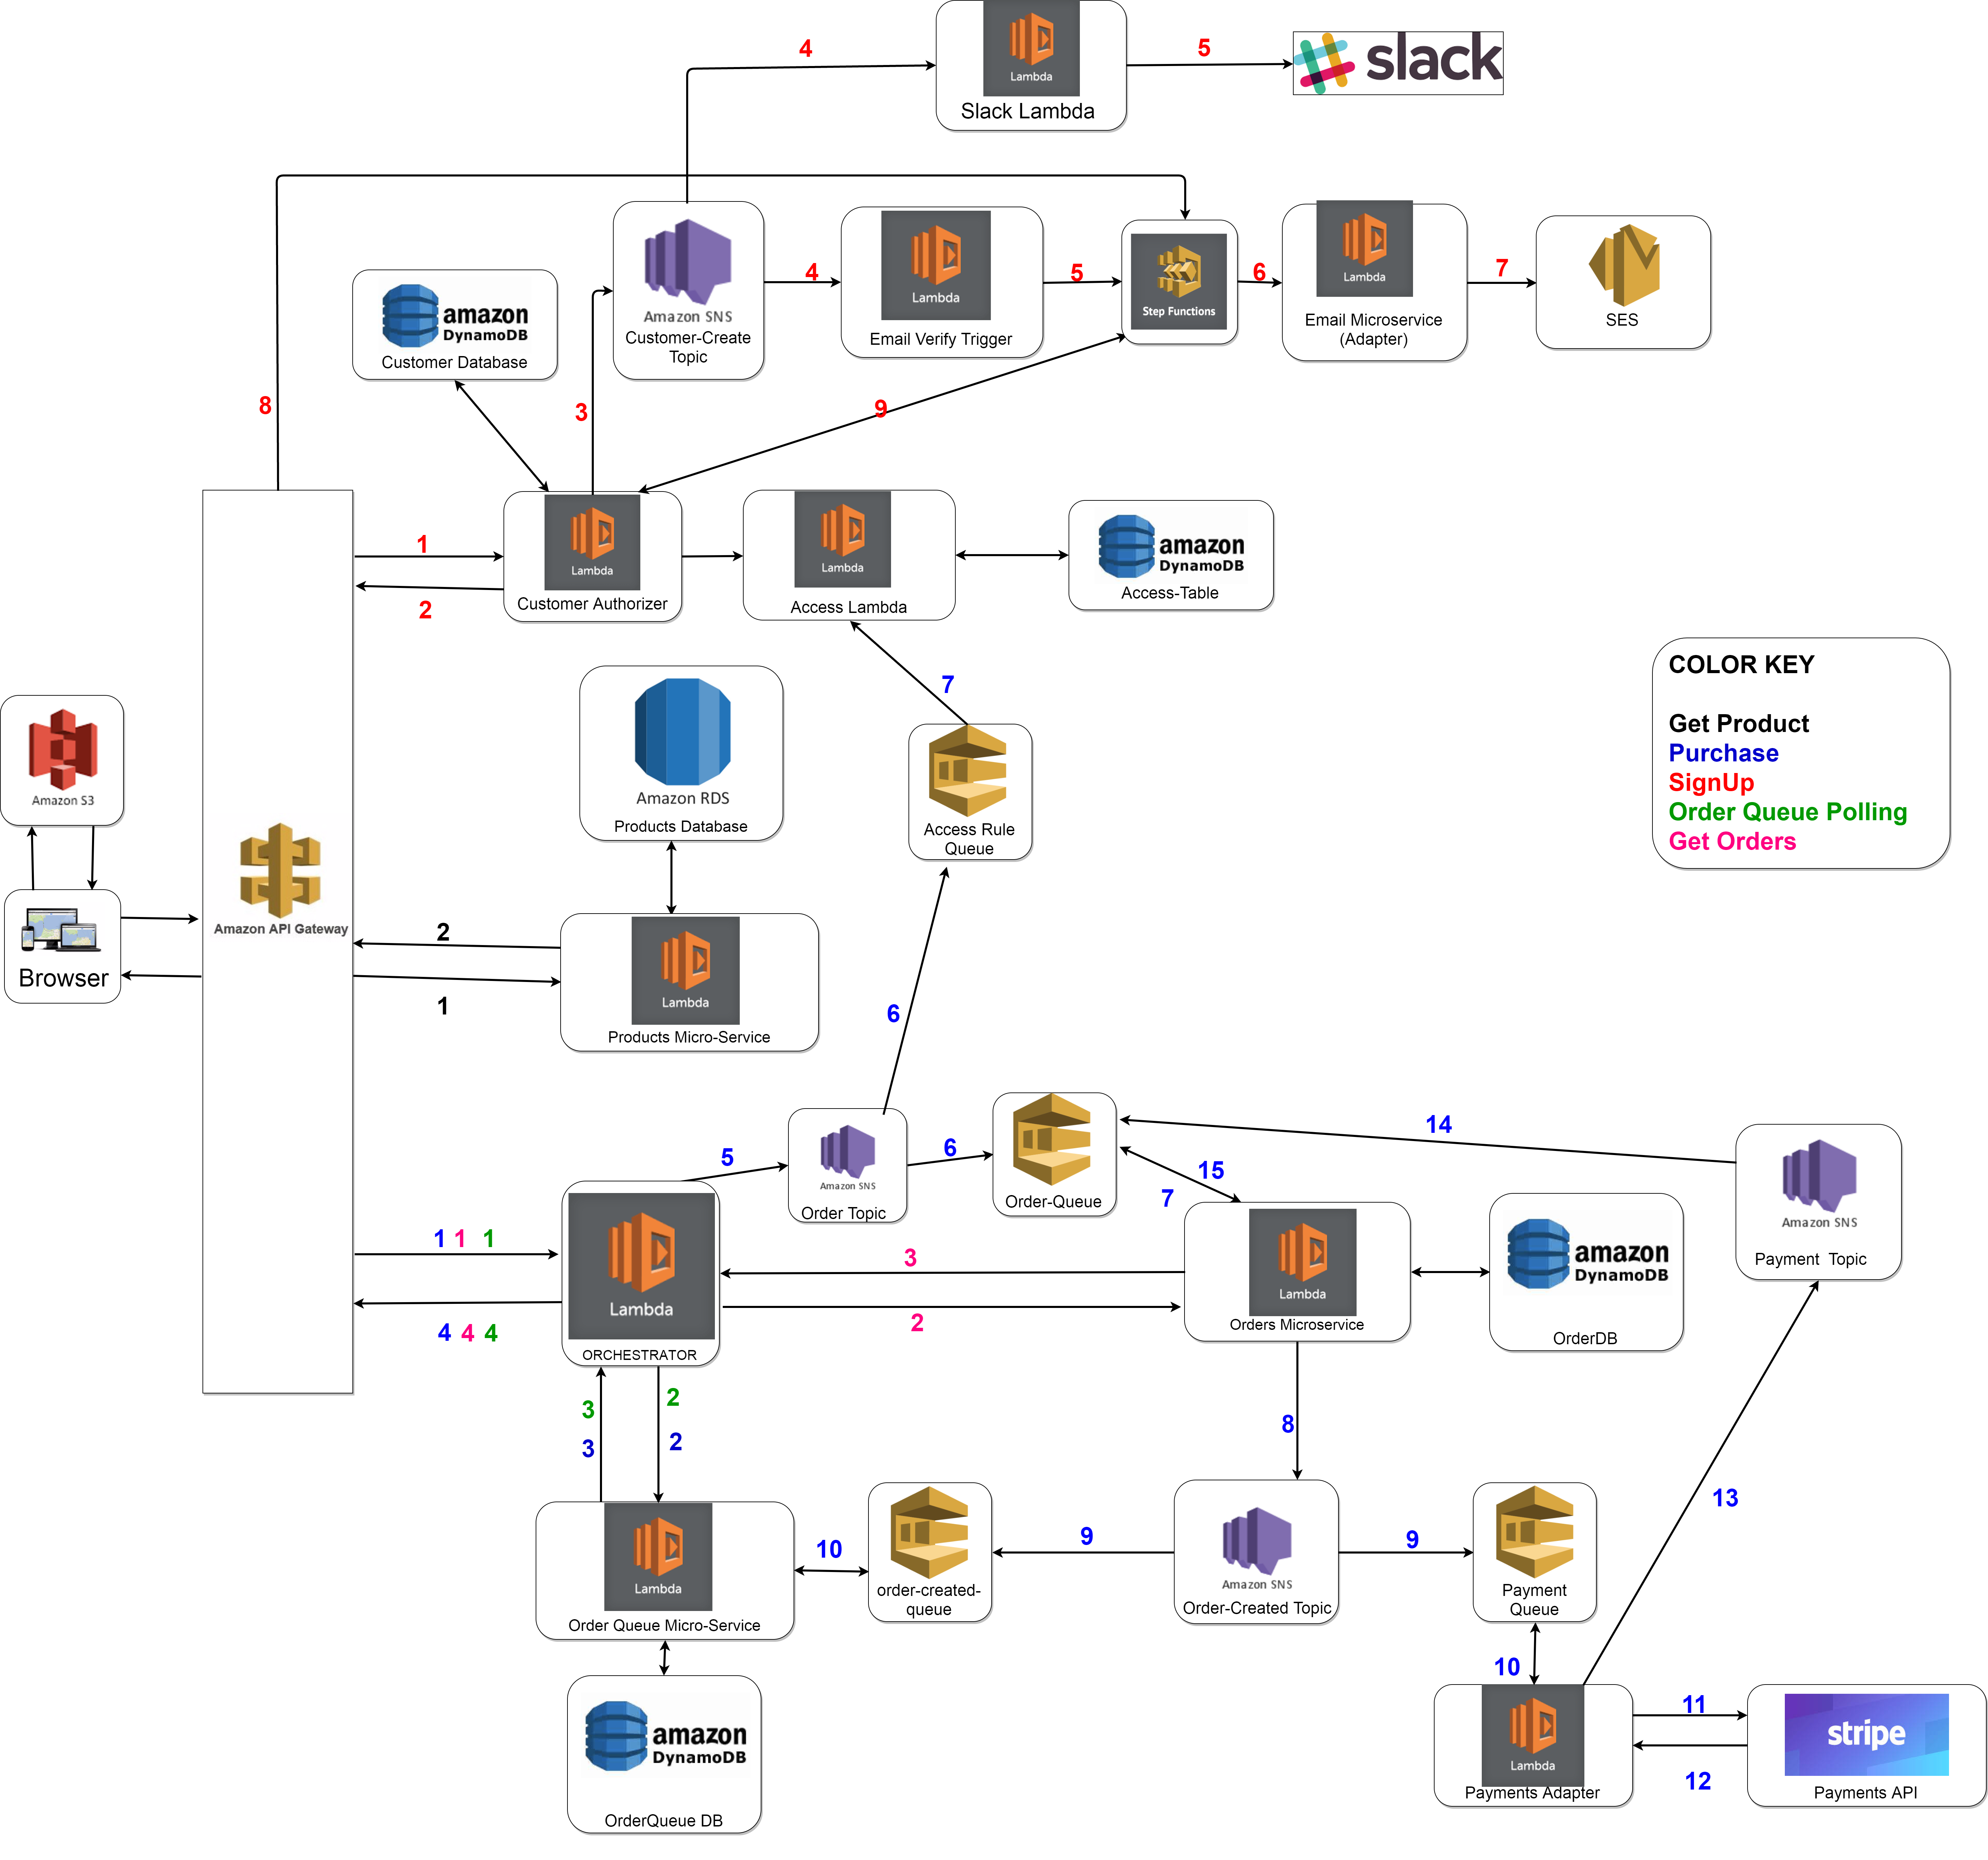 4
5
slack
Lambda
Slack Lambda
Amazon SNS
Customer-Create
Topic
4
Lambda
Email Verify Trigger
5
Step Functions
6
Lambda
Email Microservice
(Adapter)
7
SES
amazon
DynamoDB
Customer Database
8
3
9
1
2
Lambda
Customer Authorizer
Lambda
Access Lambda
amazon
DynamoDB
Access-Table
COLOR KEY
Get Product
Purchase
SignUp
Order Queue Polling
Get Orders
7
Amazon S3
Browser
Amazon API Gateway
Amazon RDS
Products Database
Access Rule
Queue
2
1
Lambda
Products Micro-Service
6
5
Amazon SNS
Order Topic
6
Order-Queue
14
15
7
Amazon SNS
Payment Topic
1 1 1
4 4 4
Lambda
ORCHESTRATOR
3
2
Lambda
Orders Microservice
amazon
DynamoDB
OrderDB
3
3
2
2
8
13
Lambda
Order Queue Micro-Service
10
order-created-
queue
9
Amazon SNS
Order-Created Topic
9
Payment
Queue
10
amazon
DynamoDB
OrderQueue DB
Lambda
Payments Adapter
11
12
stripe
Payments API